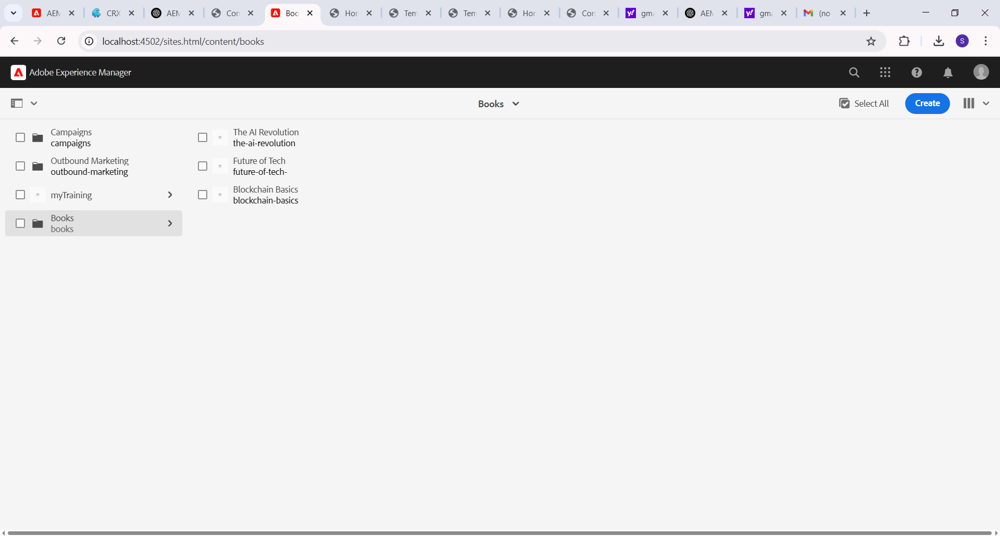 AEM
CRX
AEM
Con
Boo
Hor
Tem
Tem
Hor
Con
gma
AEM
gma
(no
localhost:4502/sites.html/content/books
S
Adobe Experience Manager
Books
Select All
Create
Campaigns
campaigns
Outbound Marketing
outbound-marketing
myTraining
Books
books
The AI Revolution
the-ai-revolution
Future of Tech
future-of-tech-
Blockchain Basics
blockchain-basics